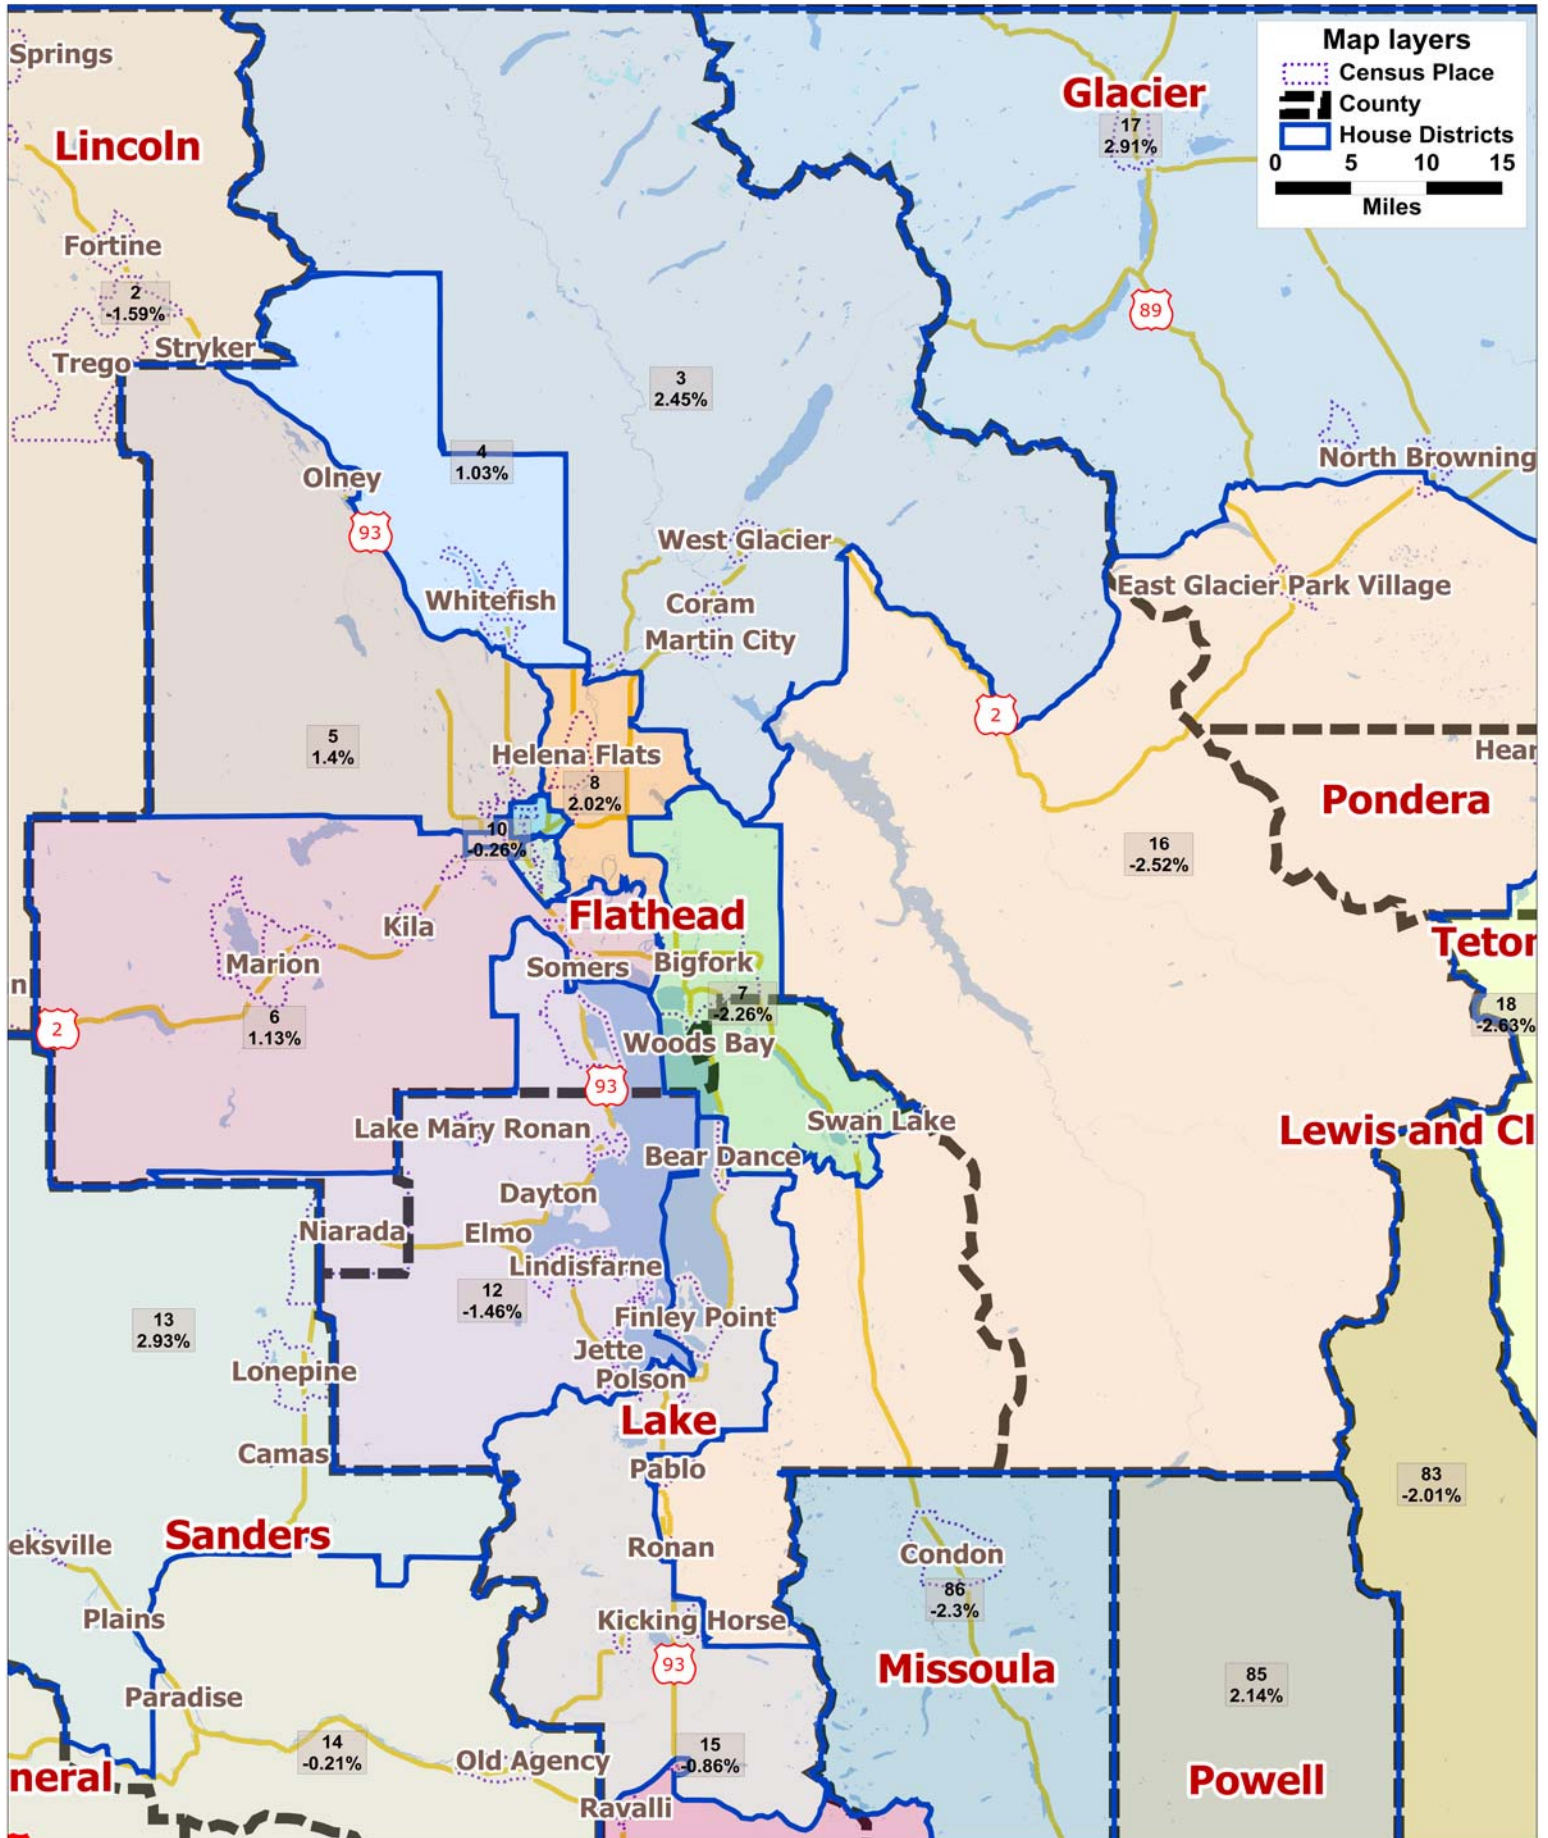 Springs
Lincoln
Glacier
Map layers
Census Place
County
House Districts
0 5 10 15
Miles
17
2.91%
Fortine
2
-1.59%
Stryker
Trego
89
3
2.45%
4
1.03%
Olney
93
North Browning
West Glacier
East Glacier Park Village
Whitefish
Coram
Martin City
2
5
1.4%
Helena Flats
Hear
8
2.02%
Pondera
10
-0.26%
16
-2.52%
Flathead
Kila
Teton
Marion
Somers
Bigfork
n
6
1.13%
7
-2.26%
18
-2.63%
2
Woods Bay
93
Lake Mary Ronan
Swan Lake
Lewis and Cl
Bear Dance
Dayton
Niarada
Elmo
Lindisfarne
12
-1.46%
13
2.93%
Finley Point
Jette
Lonepine
Polson
Lake
Camas
Pablo
83
-2.01%
Sanders
eksville
Ronan
Condon
86
-2.3%
Plains
Kicking Horse
93
Missoula
85
2.14%
Paradise
14
-0.21%
Old Agency
15
-0.86%
neral
Powell
Ravalli